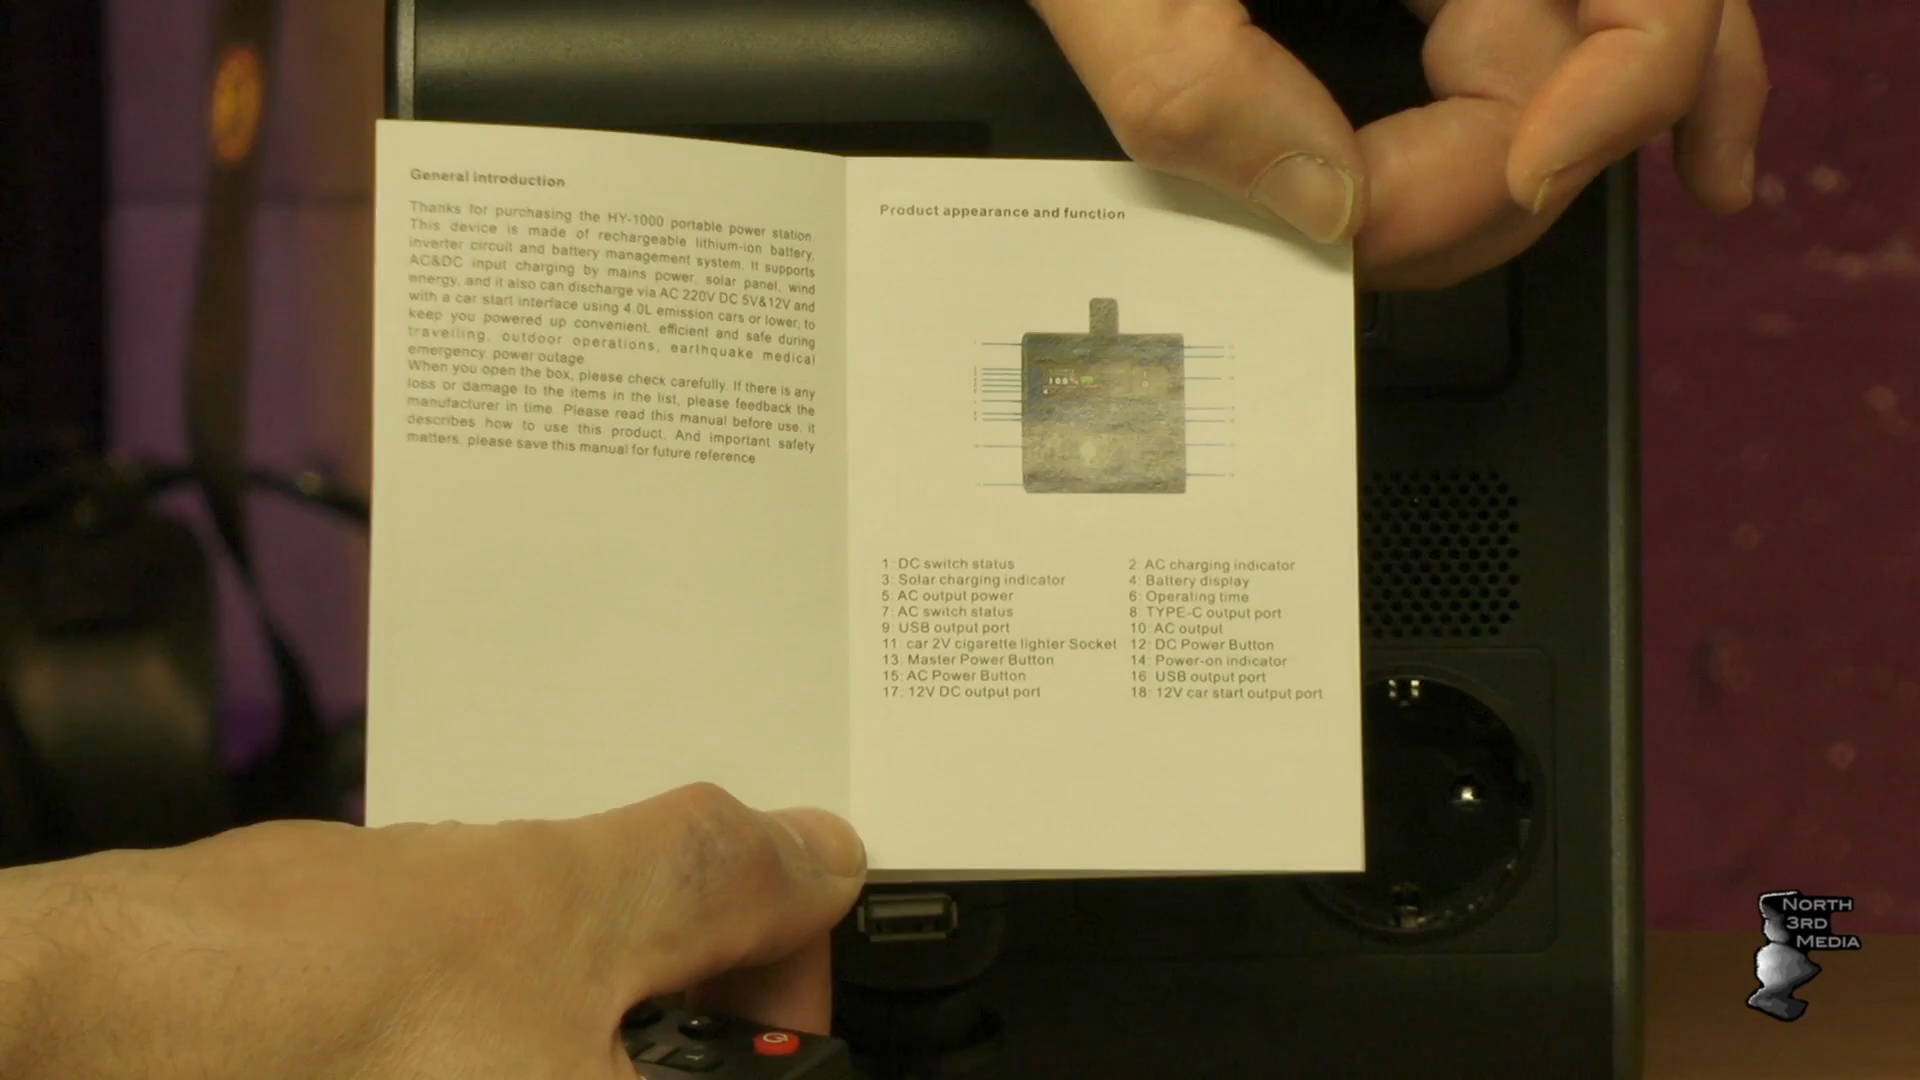 General introduction
Thanks for purchasing the HY-1000 portable power station.
This device is made of rechargeable lithium-ion battery,
inverter circuit and battery management system. It supports
AC&DC input charging by mains power, solar panel, wind
energy, and it also can discharge via AC 220V DC 5V&12V and
with a car start interface using 4.0L emission cars or lower, to
keep you powered up convenient, efficient and safe during
travelling, outdoor operations, earthquake medical
emergency, power outage
When you open the box, please check carefully. If there is any
loss or damage to the items in the list, please feedback the
manufacturer in time. Please read this manual before use, it
describes how to use this product. And important safety
matters, please save this manual for future reference
Product appearance and function
100%
1: DC switch status
2: AC charging indicator
3: Solar charging indicator
4: Battery display
5: AC output power
6: Operating time
7: AC switch status
8: TYPE-C output port
9: USB output port
10: AC output
11: car 2V cigarette lighter Socket
12: DC Power Button
13: Master Power Button
14: Power-on indicator
15: AC Power Button
16: USB output port
17: 12V DC output port
18: 12V car start output port
NORTH
3RD
MEDIA